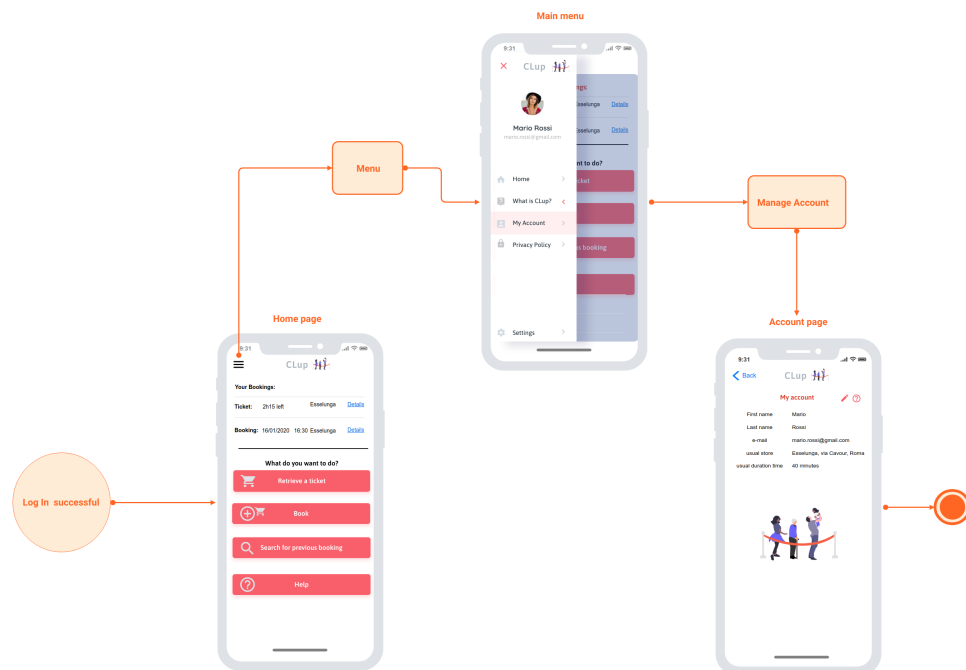 Main menu
9:31
CLup
Mario Rossi
mario.rossi@gmail.com
Home
What is CLup?
My Account
Privacy Policy
Settings
ngs
Esselunga Details
Esselunga Details
nt to do?
icket
us booking
Menu
Manage Account
Home page
9:31
CLup
Your Bookings:
Ticket: 2h15 left Esselunga Details
Booking: 16/01/2020 16:30 Esselunga Details
What do you want to do?
Retrieve a ticket
Book
Search for previous booking
Help
Log In successful
Account page
9:31
Back CLup
My account
First name Mario
Last name Rossi
e-mail mario.rossi@gmail.com
usual store Esselunga, via Cavour, Roma
usual duration time 40 minutes